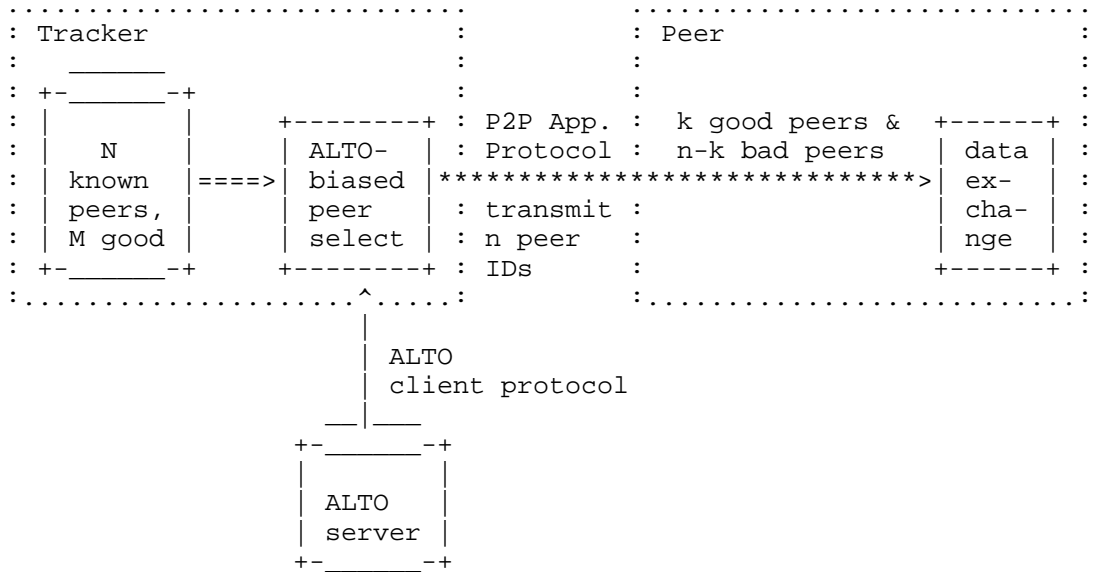 Tracker Peer
P2P App. k good peers &
N ALTO- Protocol n-k bad peers data
known biased ex-
peers, peer transmit cha-
M good select n peer nge
IDs
ALTO
client protocol
ALTO
server